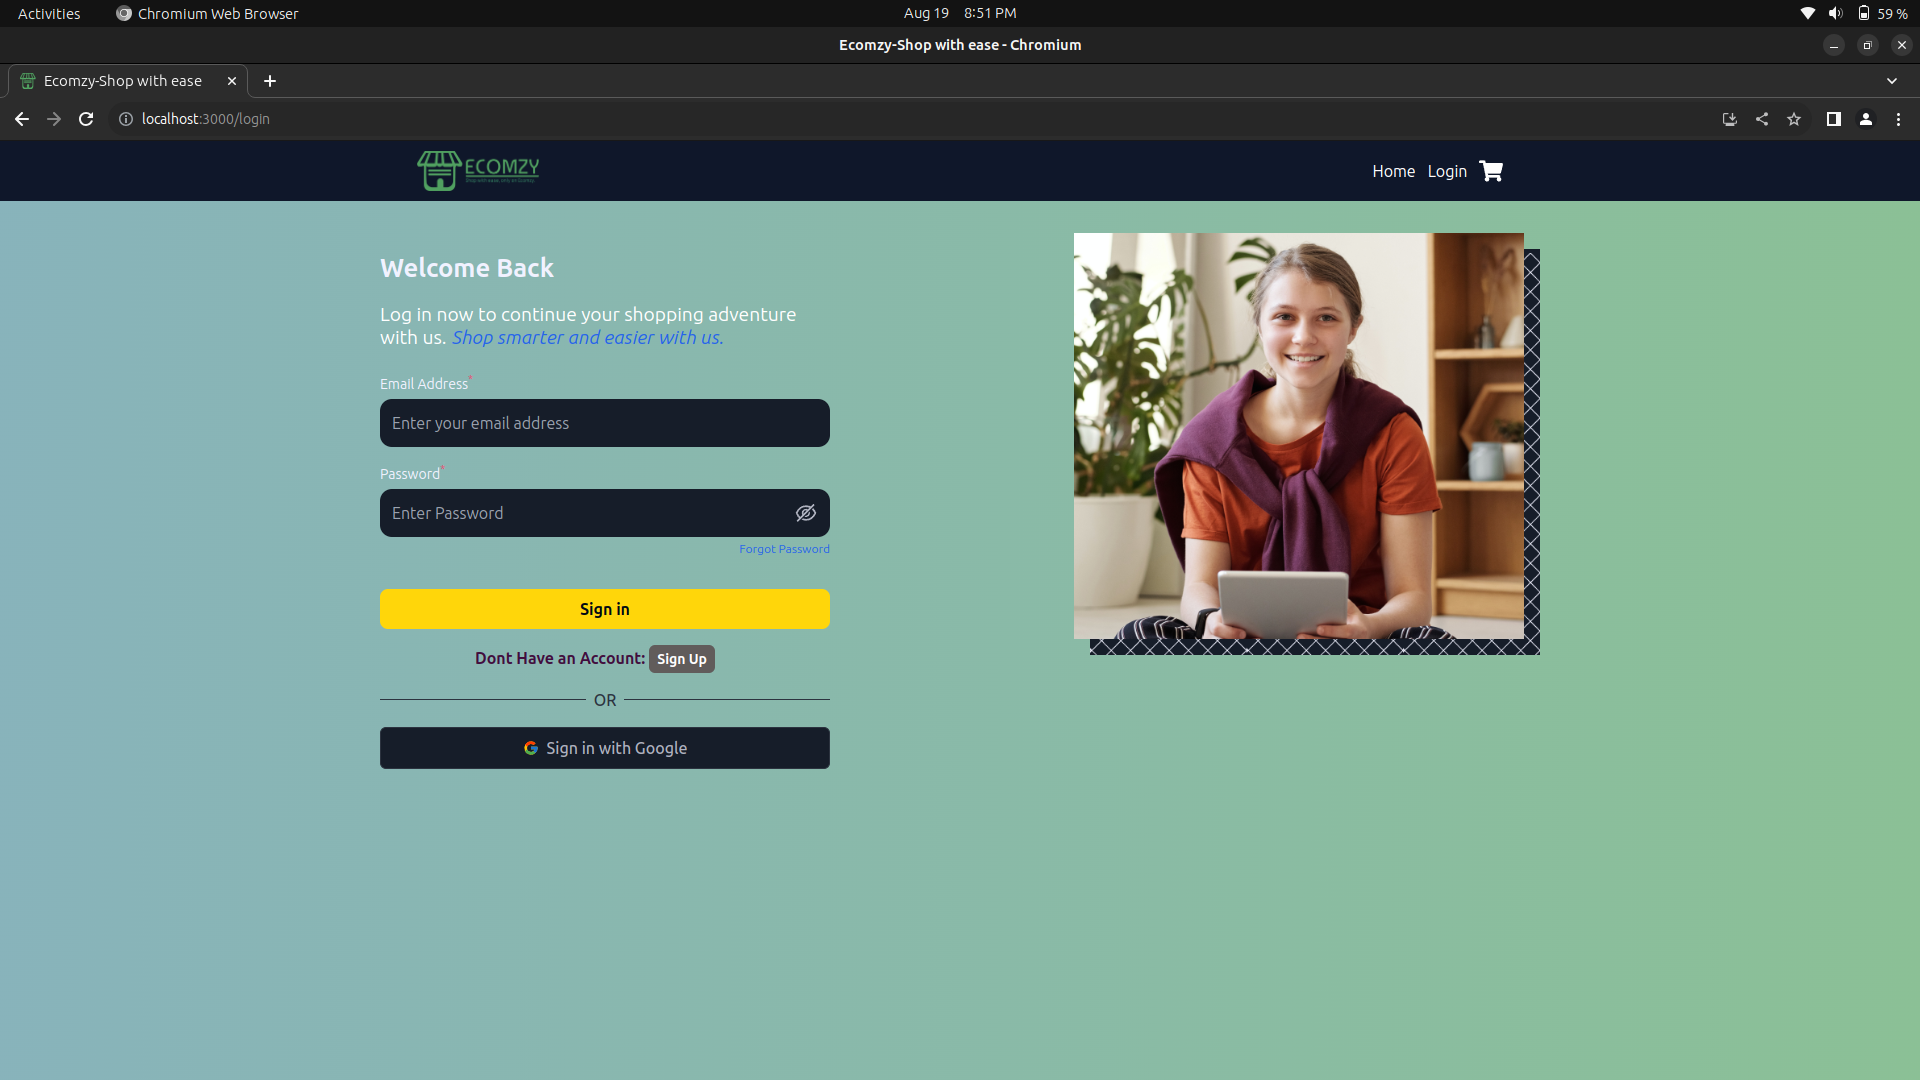 Activities
Chromium Web Browser
Aug 19 8:51 PM
59 %
Ecomzy-Shop with ease - Chromium
Ecomzy-Shop with ease
localhost:3000/login
ECOMZY
Home
Login
Welcome Back
Log in now to continue your shopping adventure
with us. Shop smarter and easier with us.
Email Address*
Enter your email address
Password*
Enter Password
Forgot Password
Sign in
Dont Have an Account: Sign Up
OR
Sign in with Google